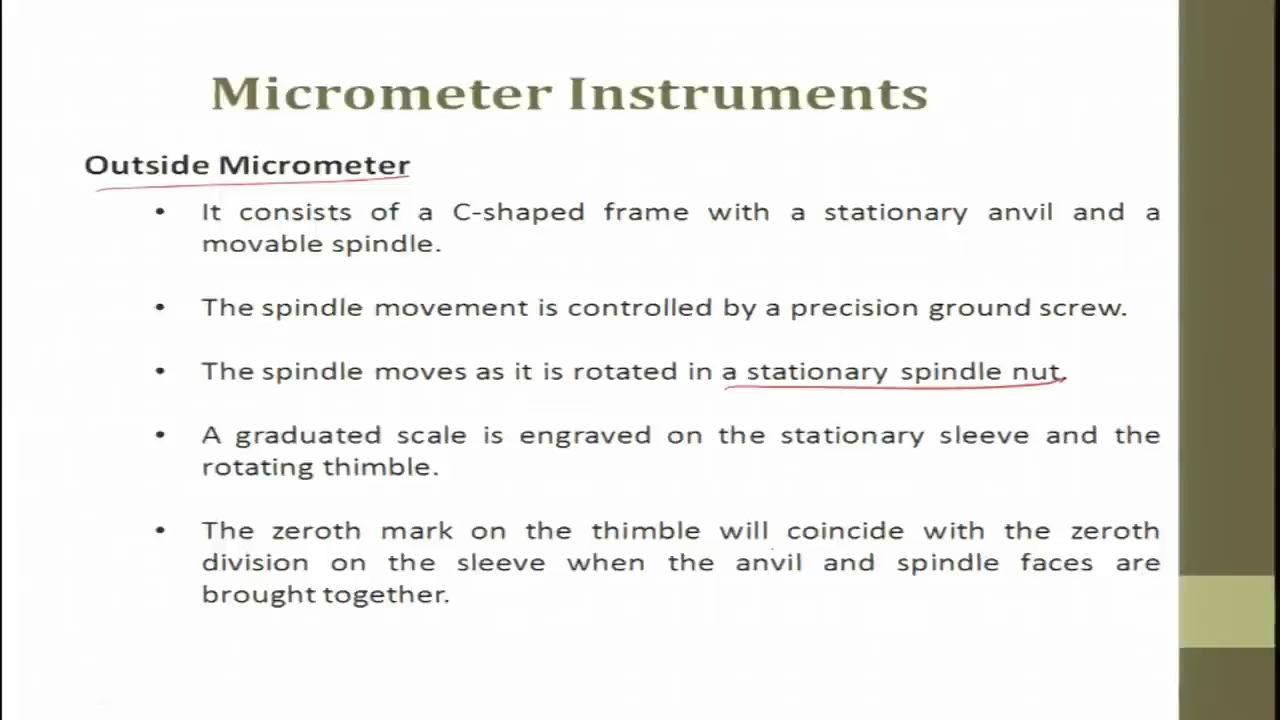 Micrometer Instruments
Outside Micrometer
• It consists of a C-shaped frame with a stationary anvil and a
movable spindle.
• The spindle movement is controlled by a precision ground screw.
• The spindle moves as it is rotated in a stationary spindle nut.
• A graduated scale is engraved on the stationary sleeve and the
rotating thimble.
• The zeroth mark on the thimble will coincide with the zeroth
division on the sleeve when the anvil and spindle faces are
brought together.